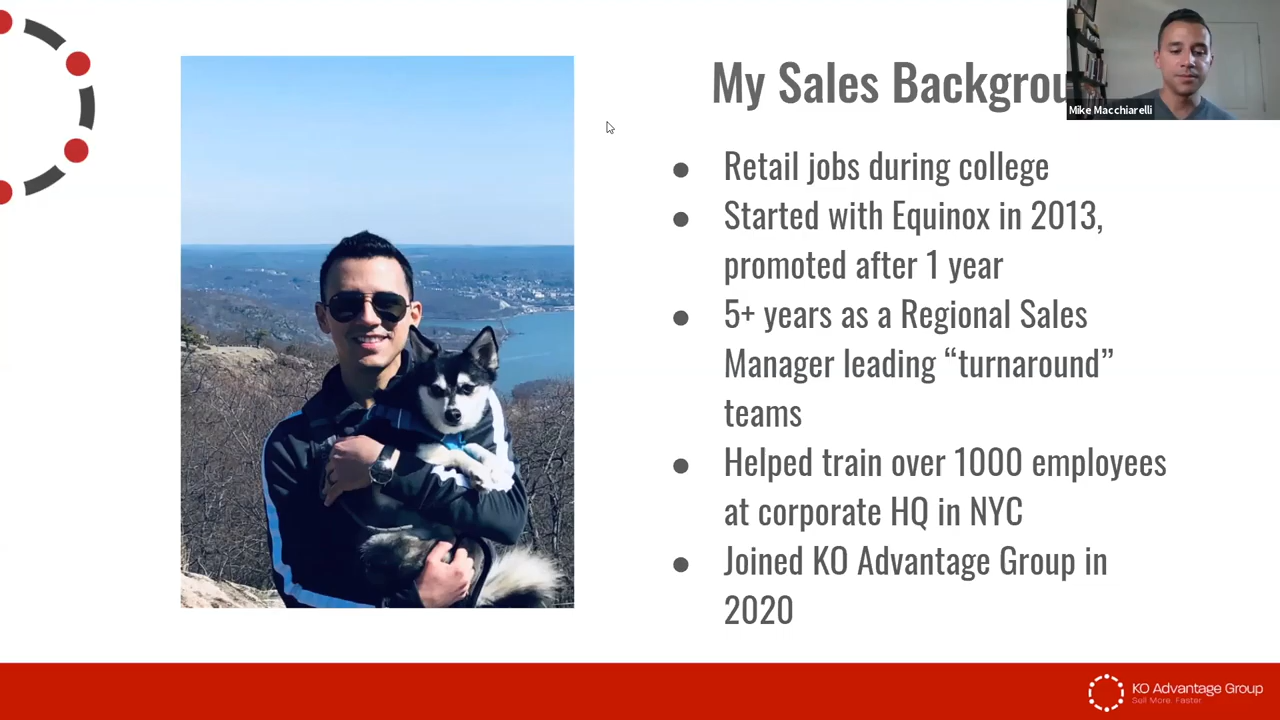 My Sales Backgrou
Mike Macchiarelli
● Retail jobs during college
● Started with Equinox in 2013,
promoted after 1 year
● 5+ years as a Regional Sales
Manager leading “turnaround”
teams
● Helped train over 1000 employees
at corporate HQ in NYC
● Joined KO Advantage Group in
2020
KO Advantage Group
Sell More. Faster.